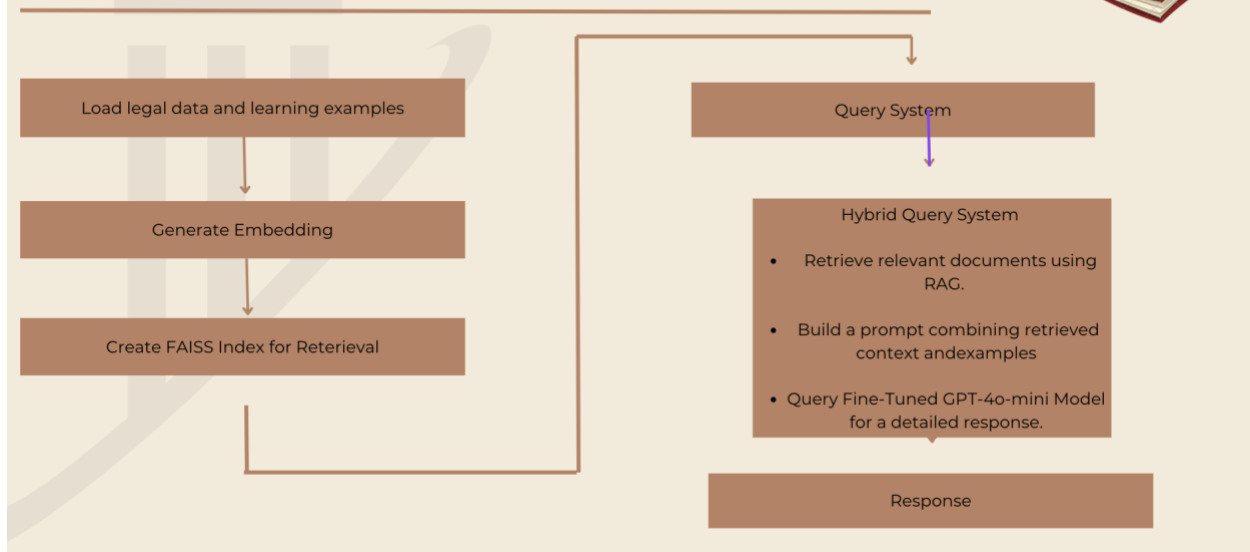 Load legal data and learning examples
Generate Embedding
Create FAISS Index for Reterieval
Query System
Hybrid Query System
• Retrieve relevant documents using
RAG.
• Build a prompt combining retrieved
context andexamples
• Query Fine-Tuned GPT-4o-mini Model
for a detailed response.
Response